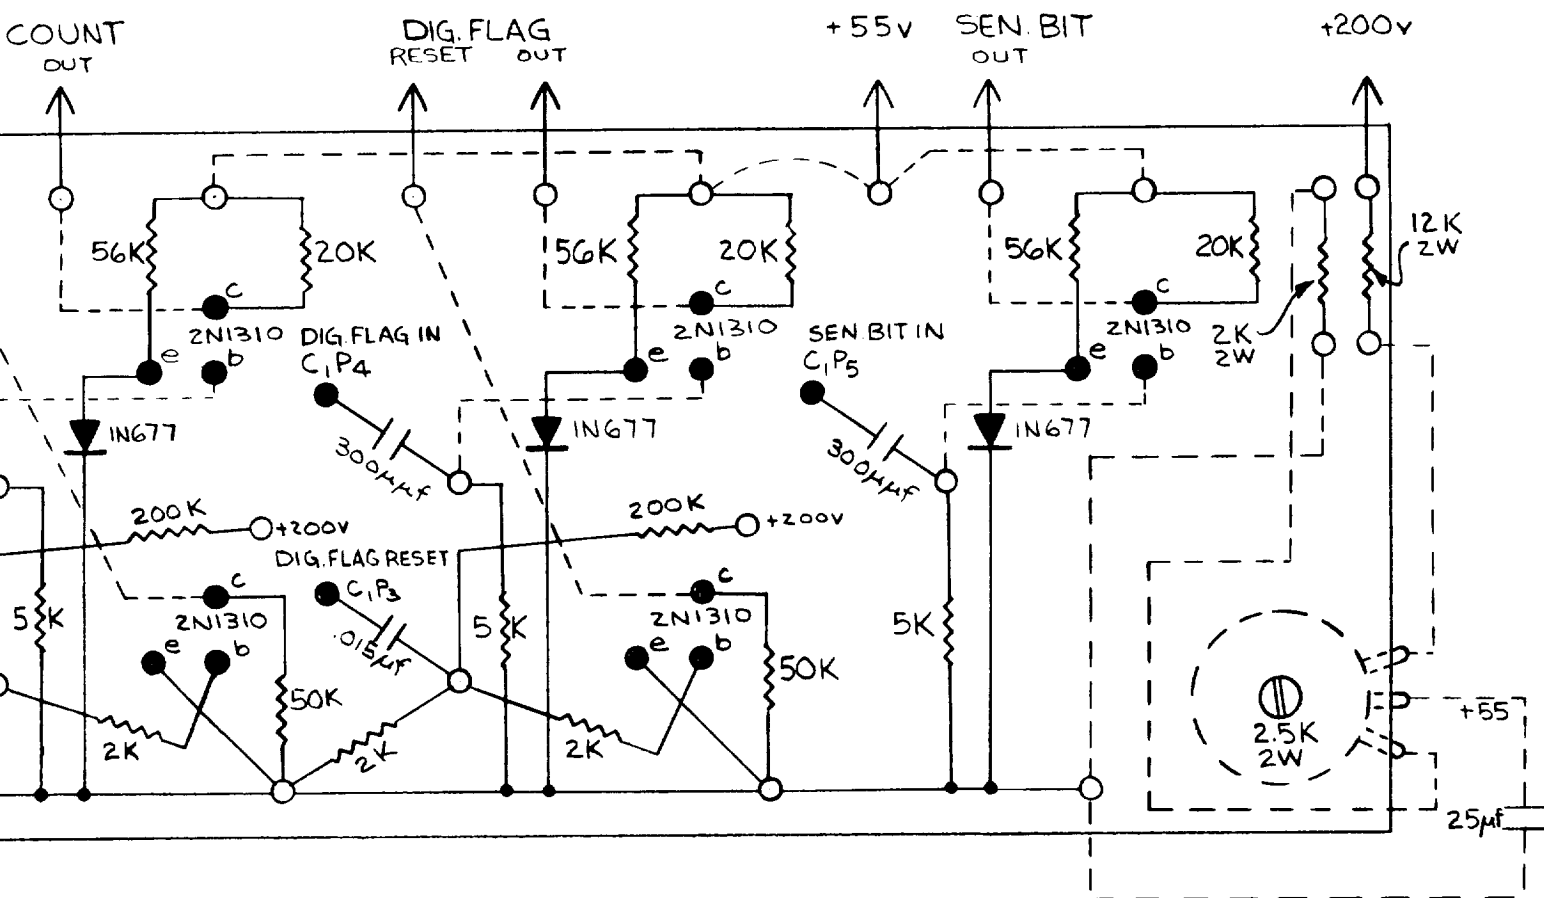 COUNT
OUT
DIG. FLAG
RESET OUT
+55v
SEN. BIT
OUT
+200v
56K
20K
c
2N1310
e
b
DIG. FLAG IN
C₁P₄
56K
20K
c
2N1310
e
b
SEN. BIT IN
C₁P₅
56K
20K
c
2N1310
e
b
2K
2W
12K
2W
1N677
300µµf
1N677
300µµf
1N677
200K
+200v
200K
+200v
DIG. FLAG RESET
C₁P₃
.015µf
5K
c
2N1310
e
b
50K
2K
2K
5K
c
2N1310
e
b
50K
2K
5K
2.5K
2W
+55
25µf